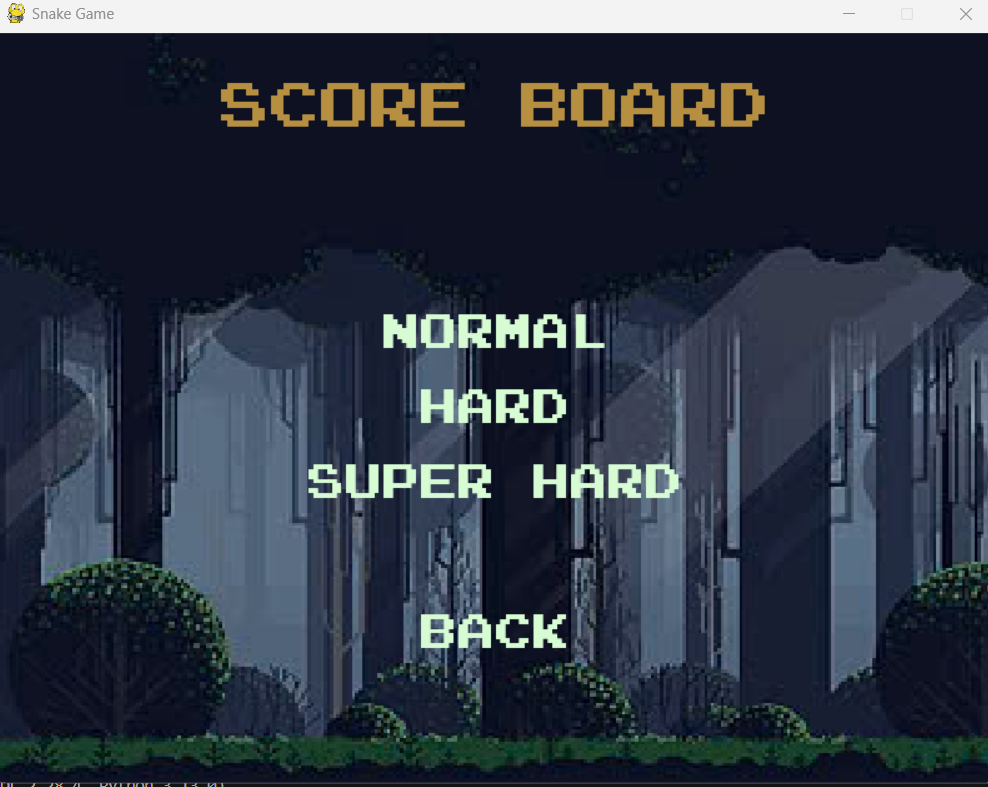 Snake Game
SCORE BOARD
NORMAL
HARD
SUPER HARD
BACK